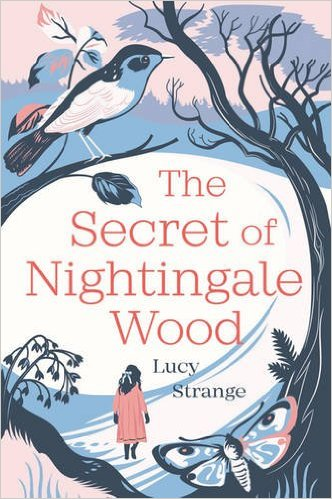 The
Secret of
Nightingale
Wood
Lucy
Strange